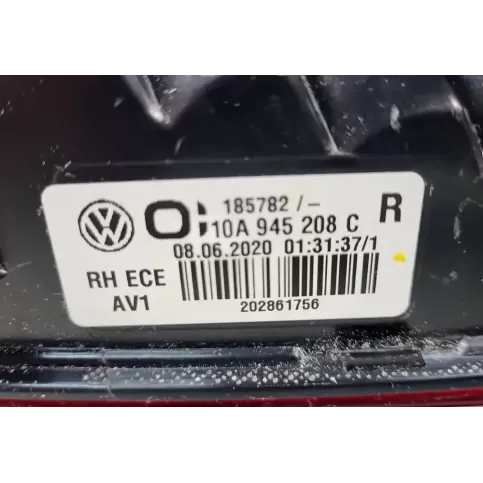 185782 /-
10A 945 208 C R
08.06.2020 01:31:37/1
RH ECE
AV1
202861756